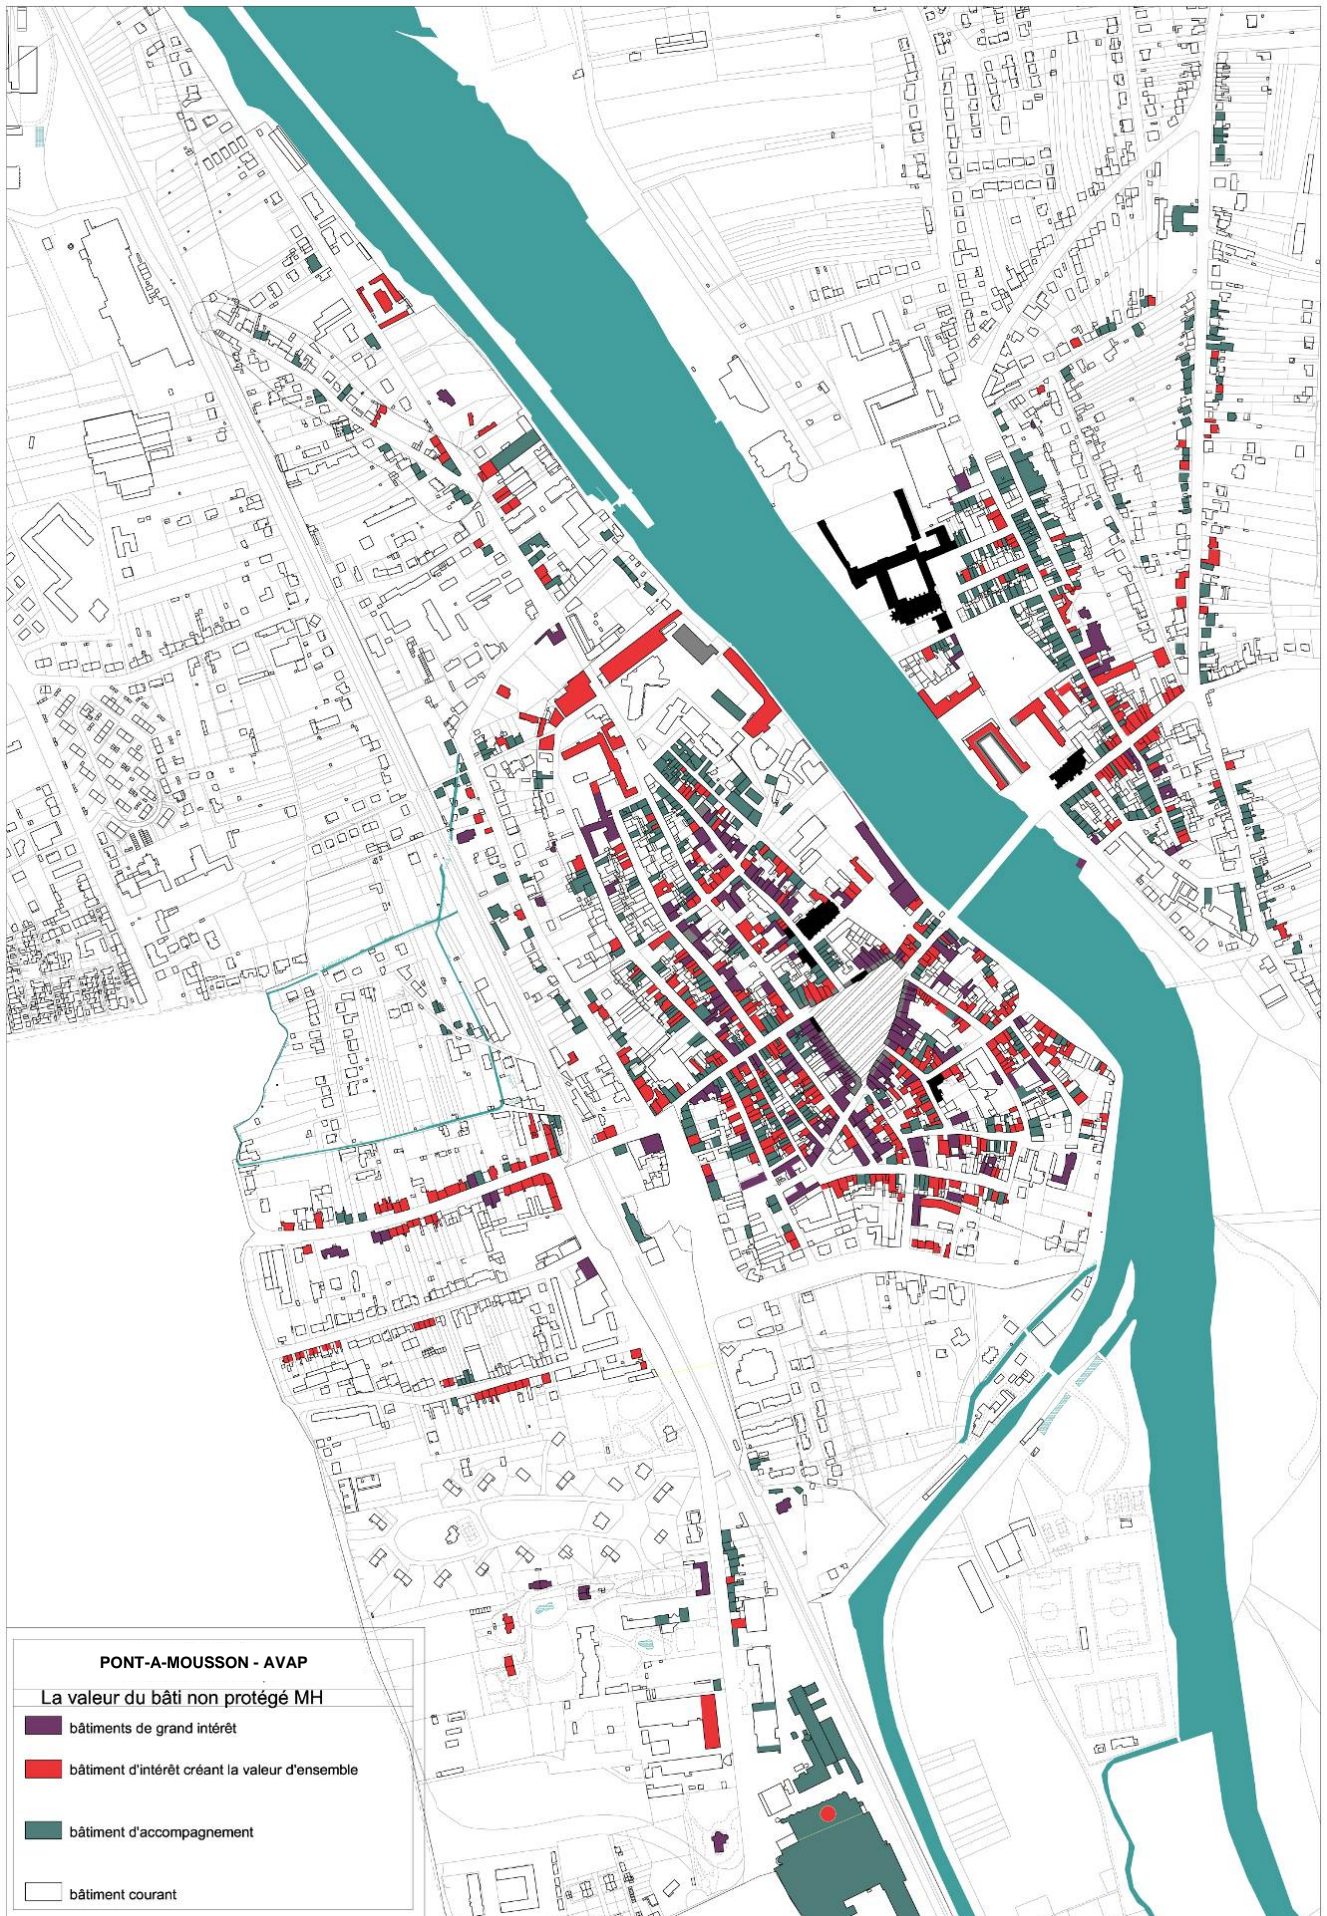 PONT-A-MOUSSON - AVAP
La valeur du bâti non protégé MH
bâtiments de grand intérêt
bâtiment d'intérêt créant la valeur d'ensemble
bâtiment d'accompagnement
bâtiment courant